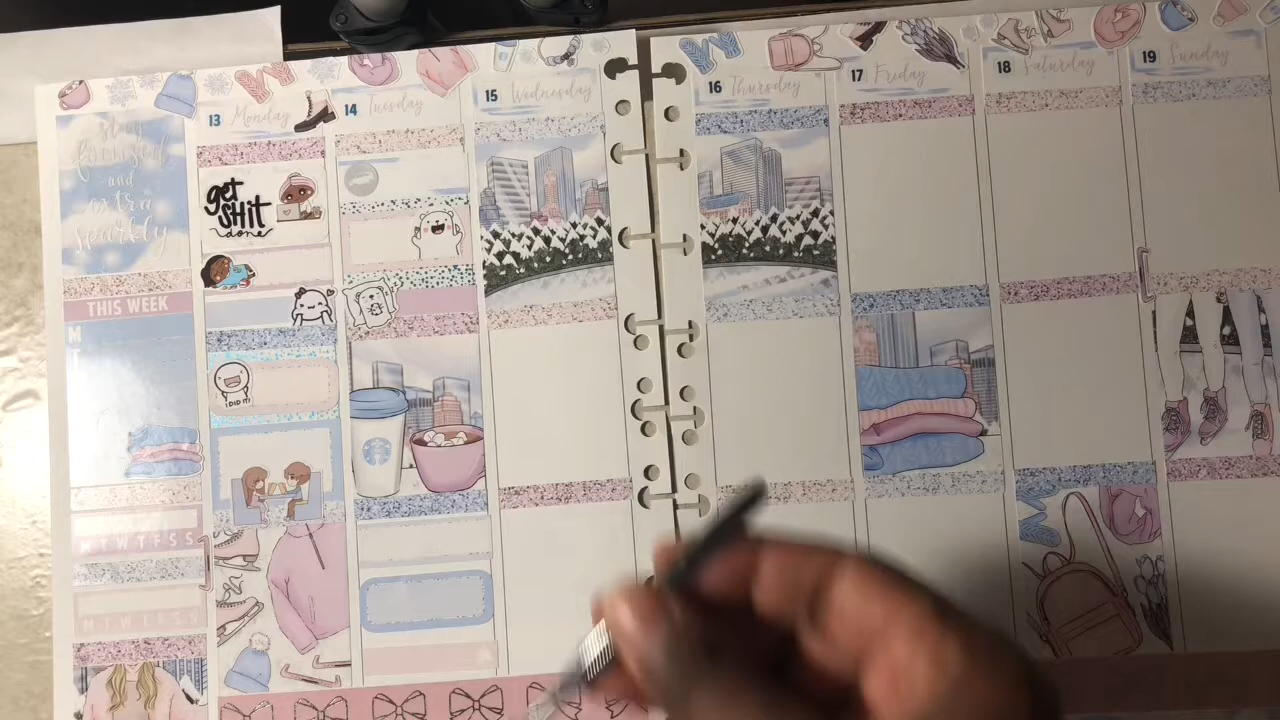 13 Monday
14 Tuesday
15 Wednesday
16 Thursday
17 Friday
18 Saturday
19 Sunday
stay
focused
and
extra
sparkly
THIS WEEK
M
T
M T W T F S S
M T W T F S S
get
SHIT
done
I DID IT!